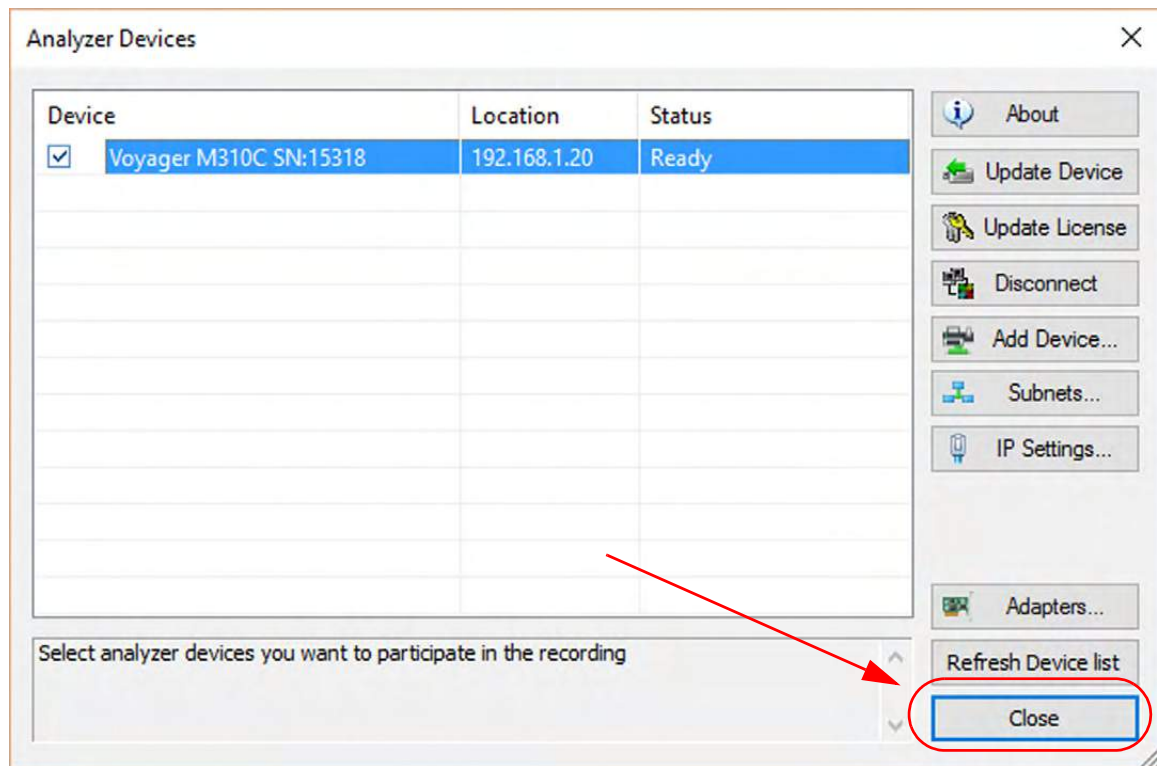 Analyzer Devices
Device Location Status
Voyager M310C SN:15318 192.168.1.20 Ready
Select analyzer devices you want to participate in the recording
About
Update Device
Update License
Disconnect
Add Device...
Subnets...
IP Settings...
Adapters...
Refresh Device list
Close